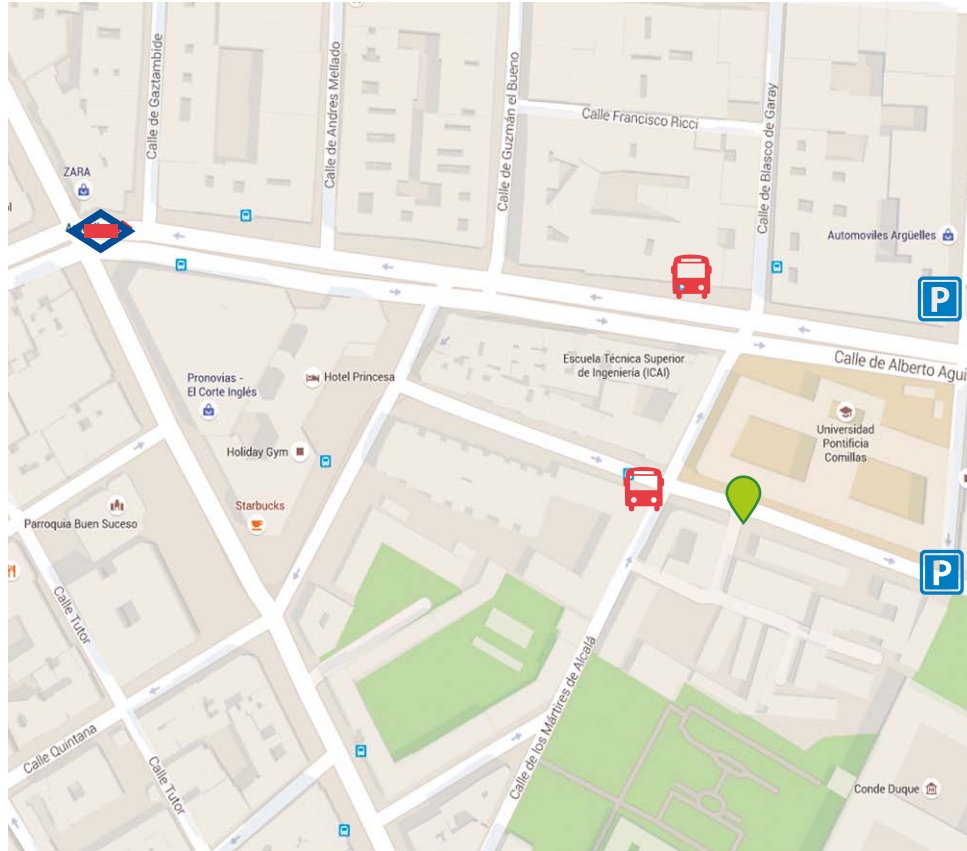 Calle de Gaztambide
Calle de Andrés Mellado
Calle de Guzmán el Bueno
Calle Francisco Ricci
Calle de Blasco de Garay
ZARA
Automoviles Argüelles
P
Calle de Alberto Agui
Escuela Técnica Superior
de Ingeniería (ICAI)
Pronovias -
El Corte Inglés
Hotel Princesa
Universidad
Pontificia
Comillas
Holiday Gym
Starbucks
Parroquia Buen Suceso
P
Calle Tutor
Calle de los Mártires de Alcalá
Calle Quintana
Calle Tutor
Conde Duque